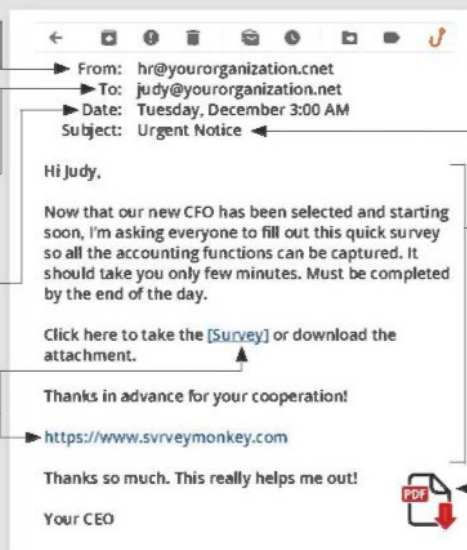 From: hr@yourorganization.cnet
To: judy@yourorganization.net
Date: Tuesday, December 3:00 AM
Subject: Urgent Notice
Hi Judy,
Now that our new CFO has been selected and starting
soon, I'm asking everyone to fill out this quick survey
so all the accounting functions can be captured. It
should take you only few minutes. Must be completed
by the end of the day.
Click here to take the [Survey] or download the
attachment.
Thanks in advance for your cooperation!
https://www.svrveymonkey.com
Thanks so much. This really helps me out!
PDF
Your CEO